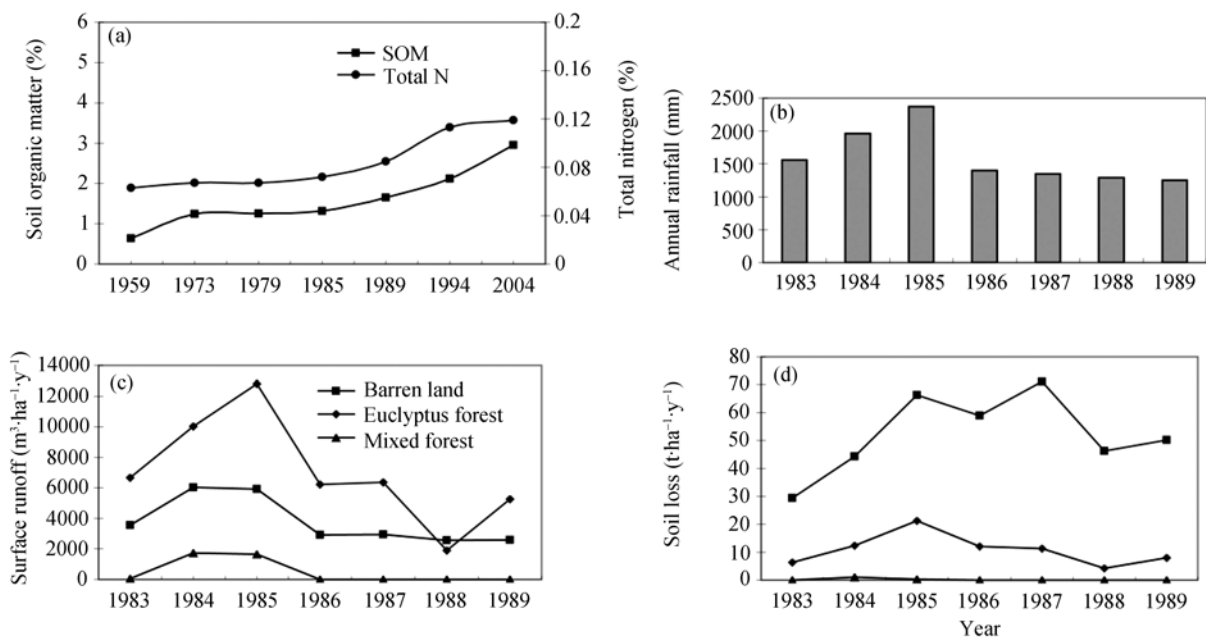 (a)
SOM
Total N
Soil organic matter (%)
6
5
4
3
2
1
0
Total nitrogen (%)
0.2
0.16
0.12
0.08
0.04
0
1959 1973 1979 1985 1989 1994 2004
(b)
Annual rainfall (mm)
2500
2000
1500
1000
500
0
1983 1984 1985 1986 1987 1988 1989
(c)
Barren land
Euclyptus forest
Mixed forest
Surface runoff (m³·ha⁻¹·y⁻¹)
14000
12000
10000
8000
6000
4000
2000
0
1983 1984 1985 1986 1987 1988 1989
(d)
Soil loss (t·ha⁻¹·y⁻¹)
80
70
60
50
40
30
20
10
0
1983 1984 1985 1986 1987 1988 1989
Year